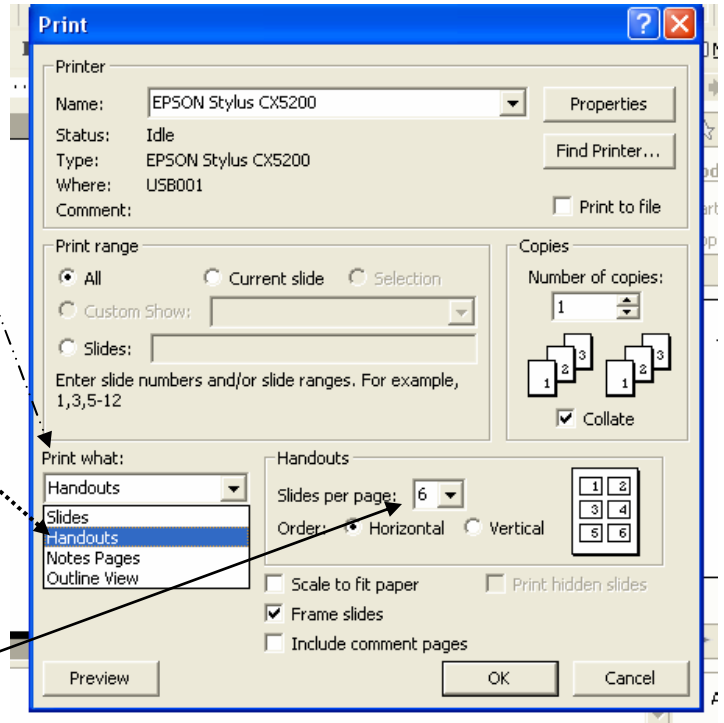 Print
Printer
Name: EPSON Stylus CX5200 Properties
Status: Idle
Type: EPSON Stylus CX5200 Find Printer...
Where: USB001
Comment: Print to file
Print range
All Current slide Selection
Custom Show:
Slides:
Enter slide numbers and/or slide ranges. For example,
1,3,5-12
Copies
Number of copies:
1
1 2 3 1 2 3
Collate
Print what:
Handouts
Slides
Handouts
Notes Pages
Outline View
Handouts
Slides per page: 6
Order: Horizontal Vertical
1 2
3 4
5 6
Scale to fit paper Print hidden slides
Frame slides
Include comment pages
Preview OK Cancel